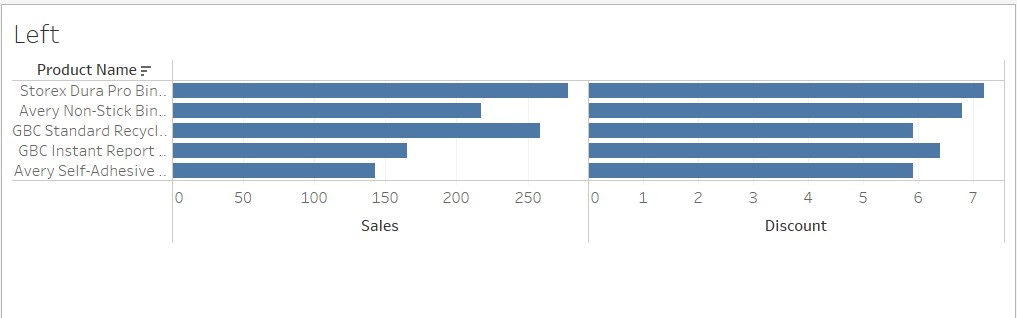 Left
Product Name
Storex Dura Pro Bin..
Avery Non-Stick Bin..
GBC Standard Recycl..
GBC Instant Report ..
Avery Self-Adhesive ..
0 50 100 150 200 250 0 1 2 3 4 5 6 7
Sales Discount